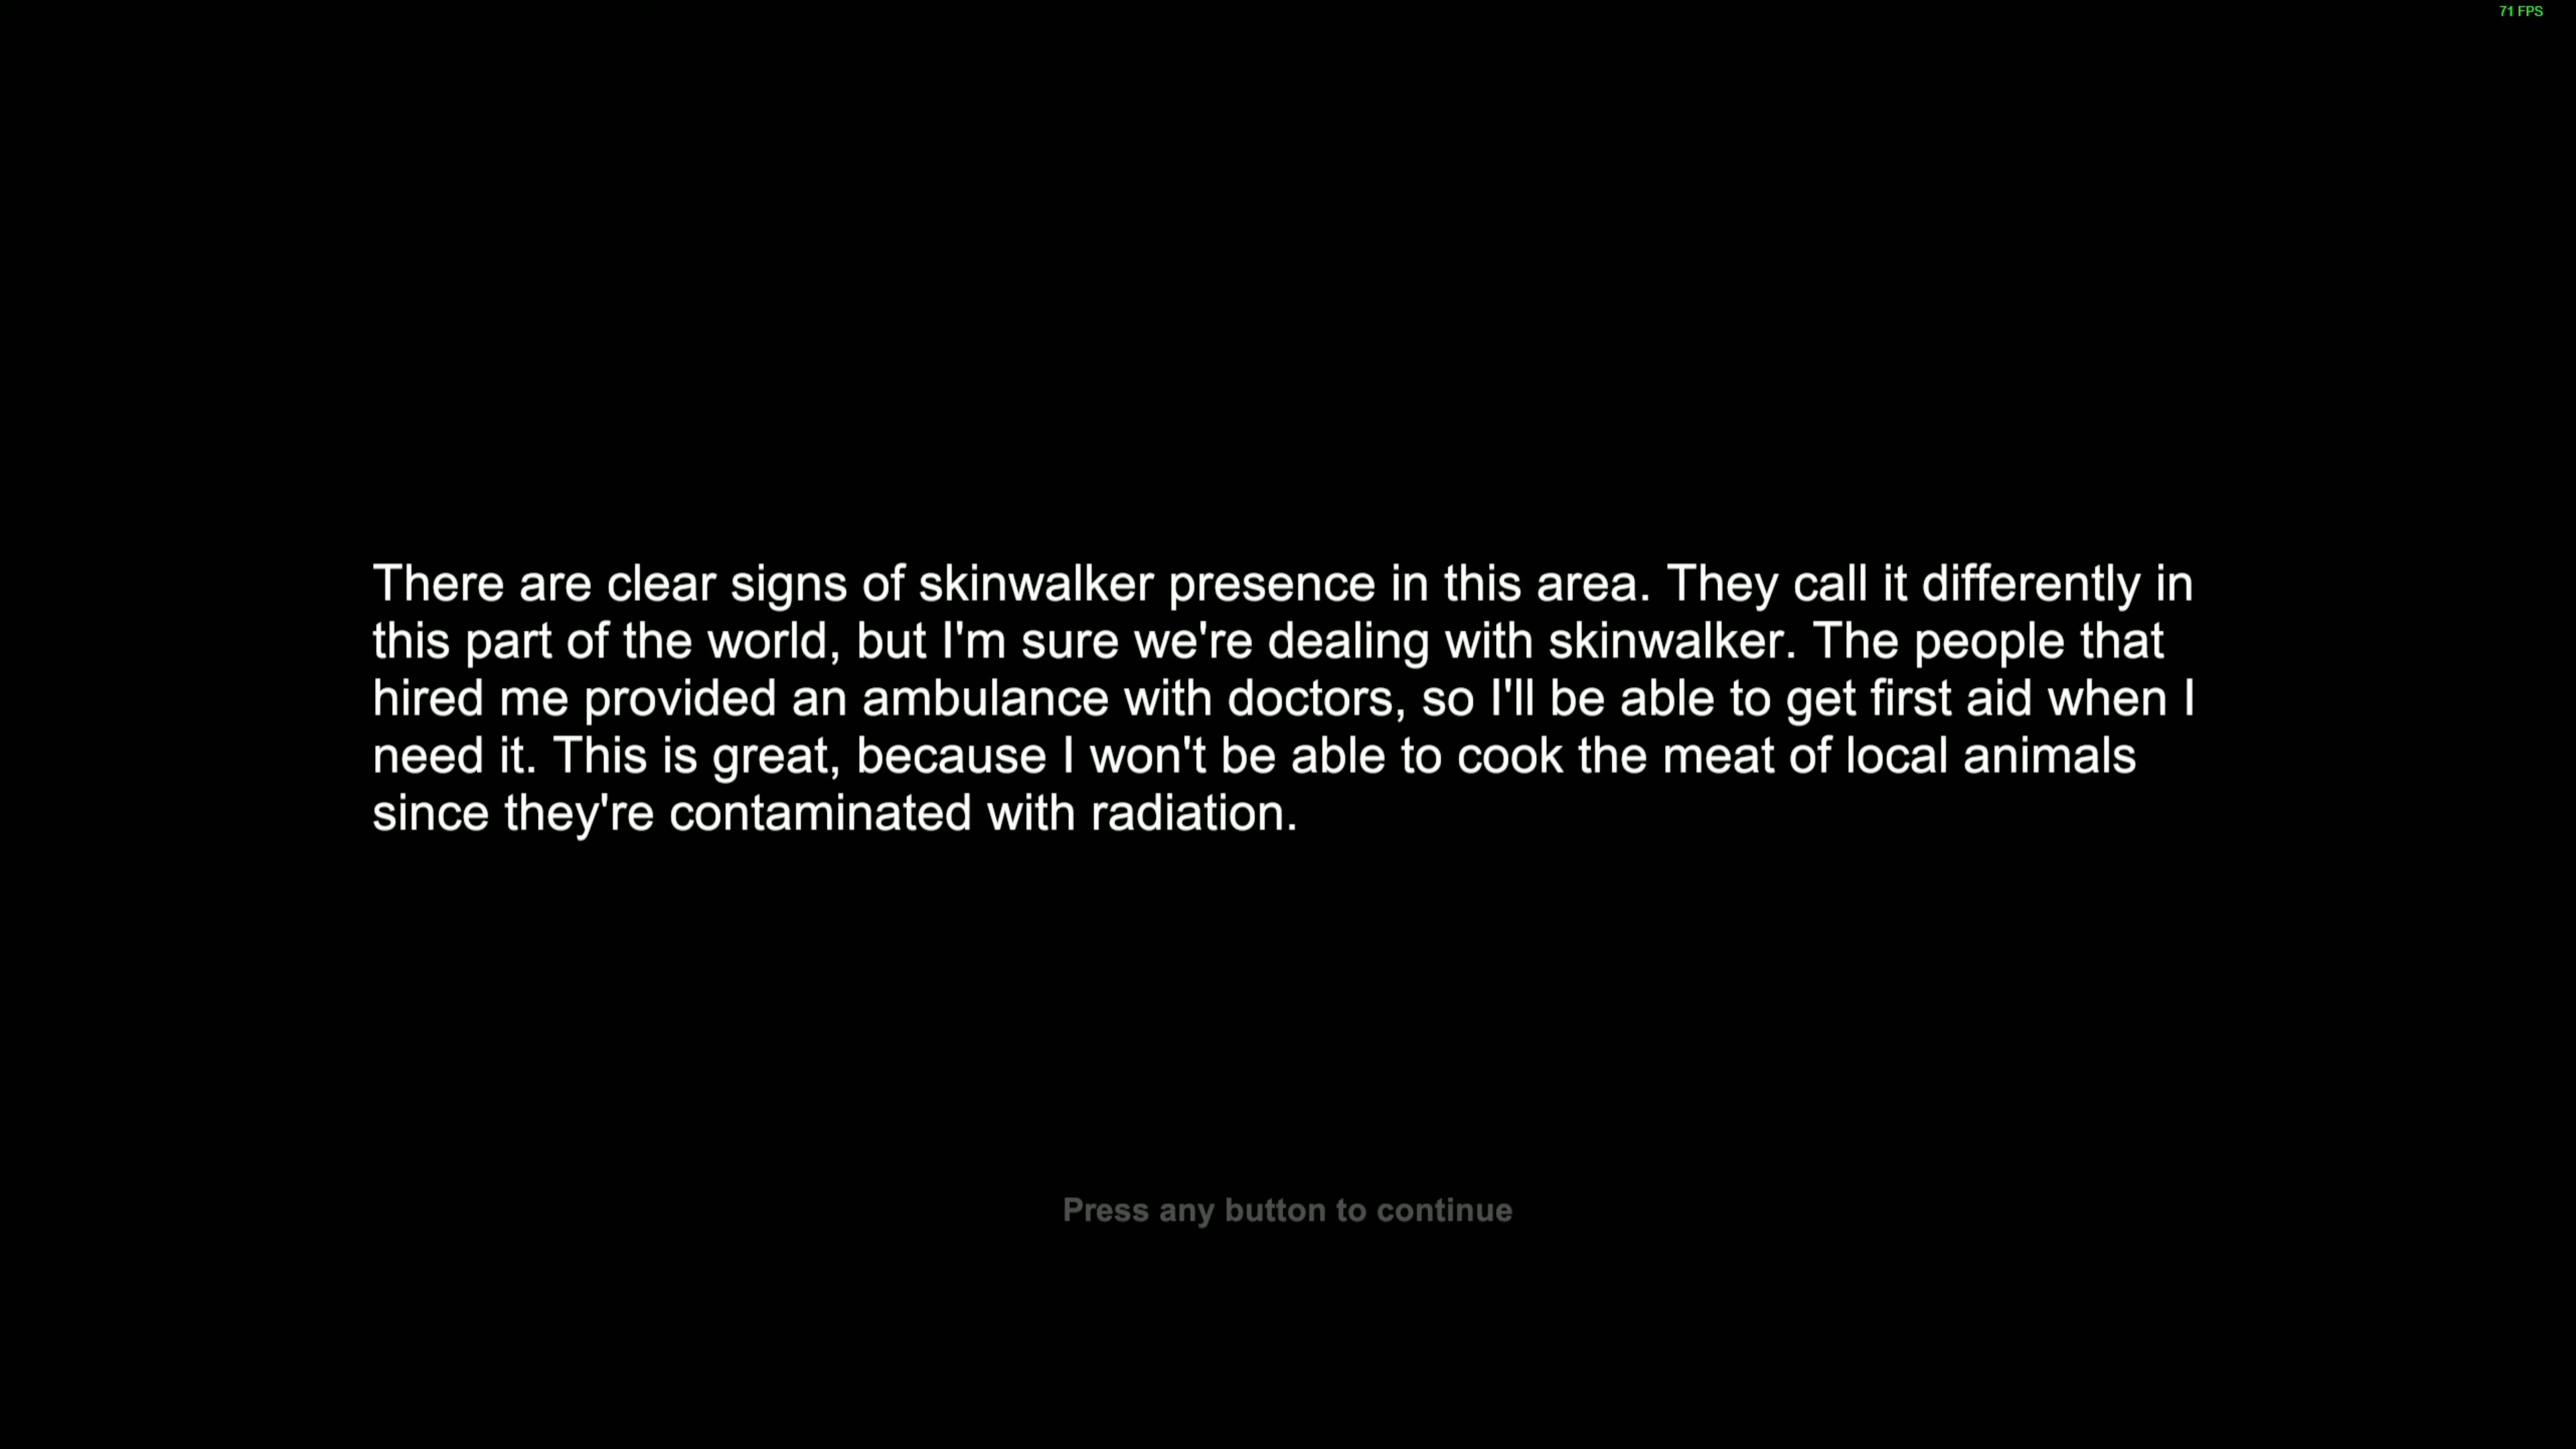 71 FPS
There are clear signs of skinwalker presence in this area. They call it differently in
this part of the world, but I'm sure we're dealing with skinwalker. The people that
hired me provided an ambulance with doctors, so I'll be able to get first aid when I
need it. This is great, because I won't be able to cook the meat of local animals
since they're contaminated with radiation.
Press any button to continue